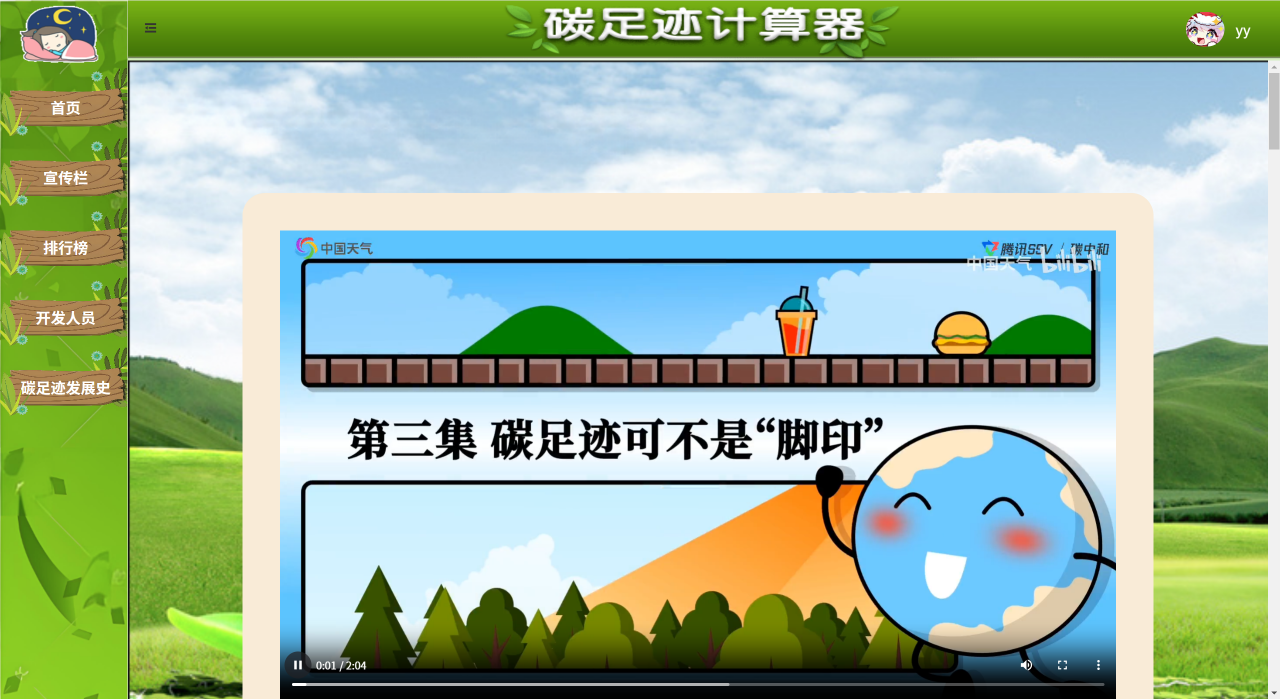 碳足迹计算器
yy
首页
宣传栏
排行榜
开发人员
碳足迹发展史
中国天气
腾讯SSV / 碳中和
中国天气 bilibili
第三集 碳足迹可不是“脚印”
0:01 / 2:04